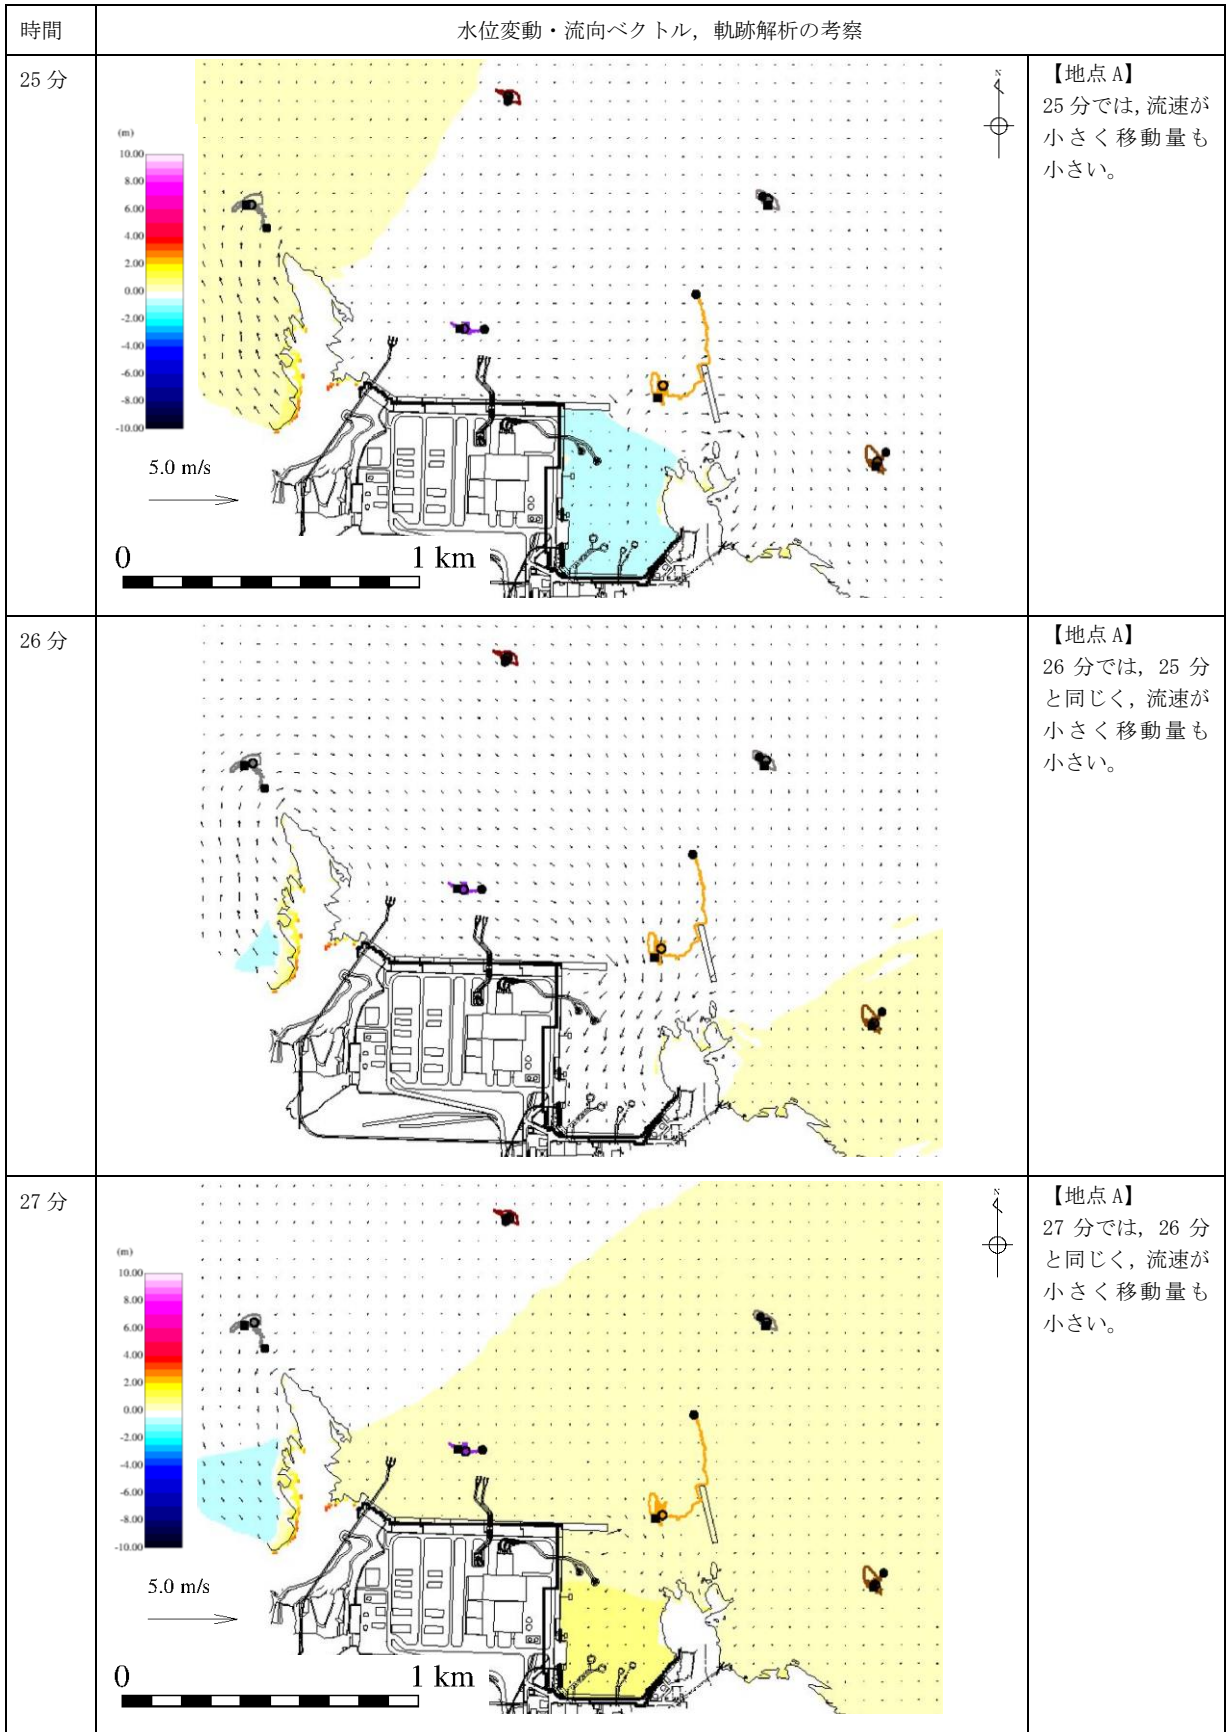 時間
水位変動・流向ベクトル，軌跡解析の考察
25 分
(m)
10.00
8.00
6.00
4.00
2.00
0.00
-2.00
-4.00
-6.00
-8.00
-10.00
5.0 m/s
0
1 km
N
【地点 A】
25 分では，流速が
小さく移動量も
小さい。
26 分
【地点 A】
26 分では，25 分
と同じく，流速が
小さく移動量も
小さい。
27 分
(m)
10.00
8.00
6.00
4.00
2.00
0.00
-2.00
-4.00
-6.00
-8.00
-10.00
5.0 m/s
0
1 km
N
【地点 A】
27 分では，26 分
と同じく，流速が
小さく移動量も
小さい。